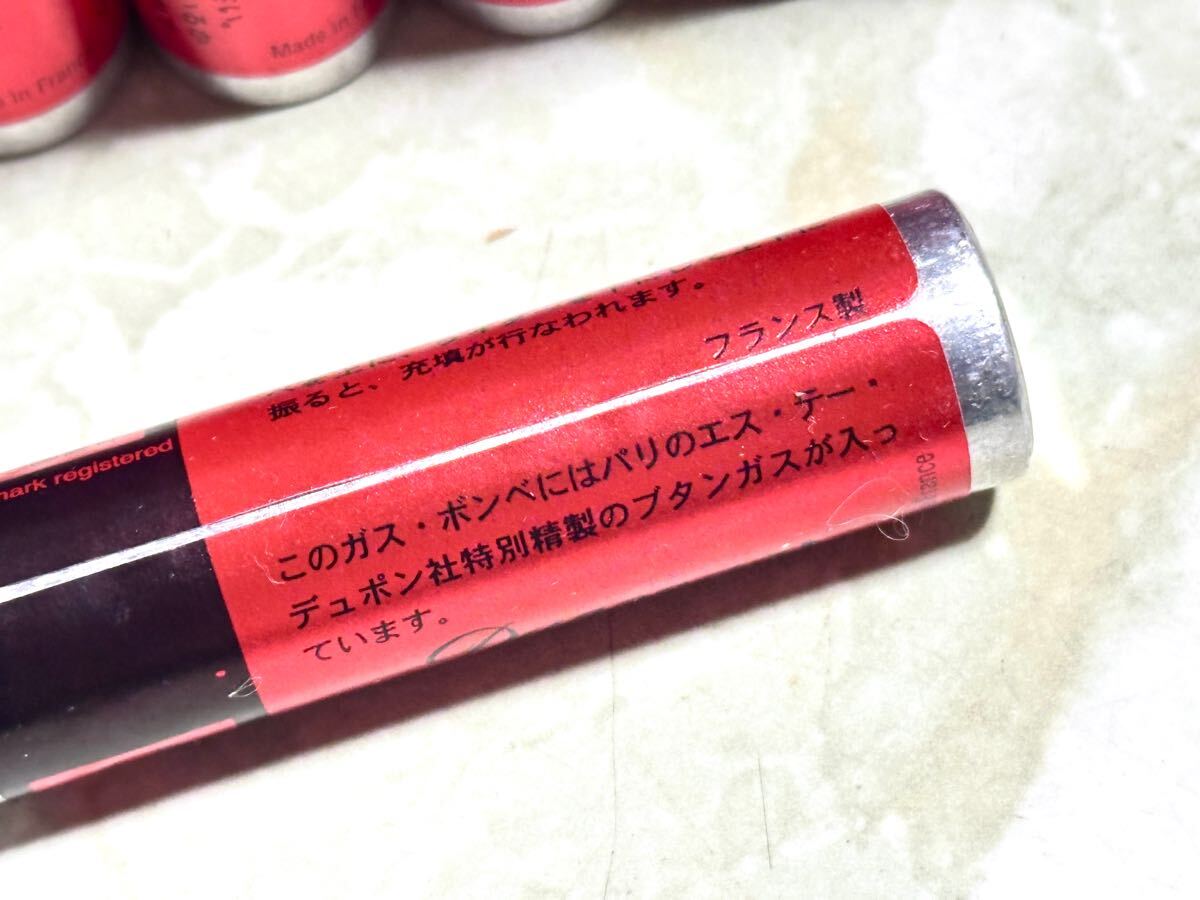 in France
Made in
振ると、充填が行なわれます。
フランス製
mark registered
このガス・ボンベにはパリのエス・テー・
デュポン社特別精製のブタンガスが入っ
ています。